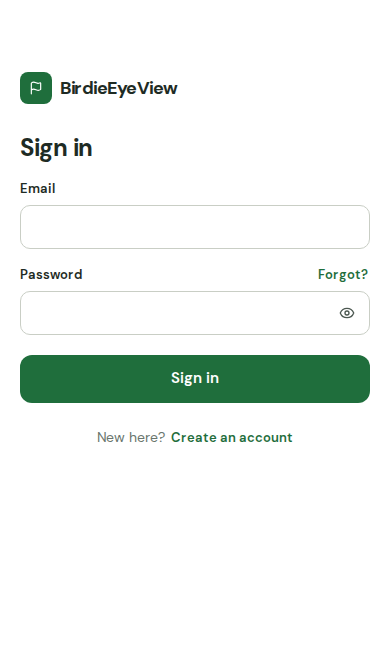 BirdieEyeView
Sign in
Email
Password Forgot?
Sign in
New here? Create an account